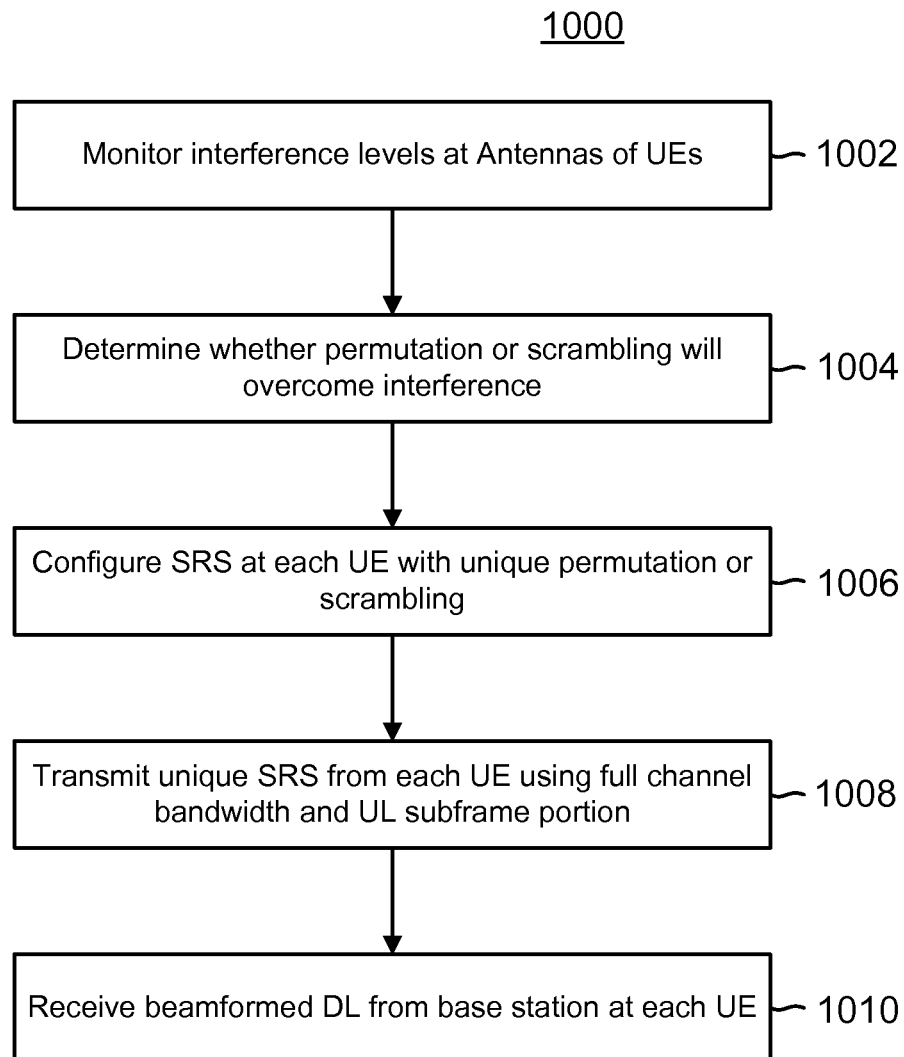 1000
Monitor interference levels at Antennas of UEs
1002
Determine whether permutation or scrambling will
overcome interference
1004
Configure SRS at each UE with unique permutation or
scrambling
1006
Transmit unique SRS from each UE using full channel
bandwidth and UL subframe portion
1008
Receive beamformed DL from base station at each UE
1010